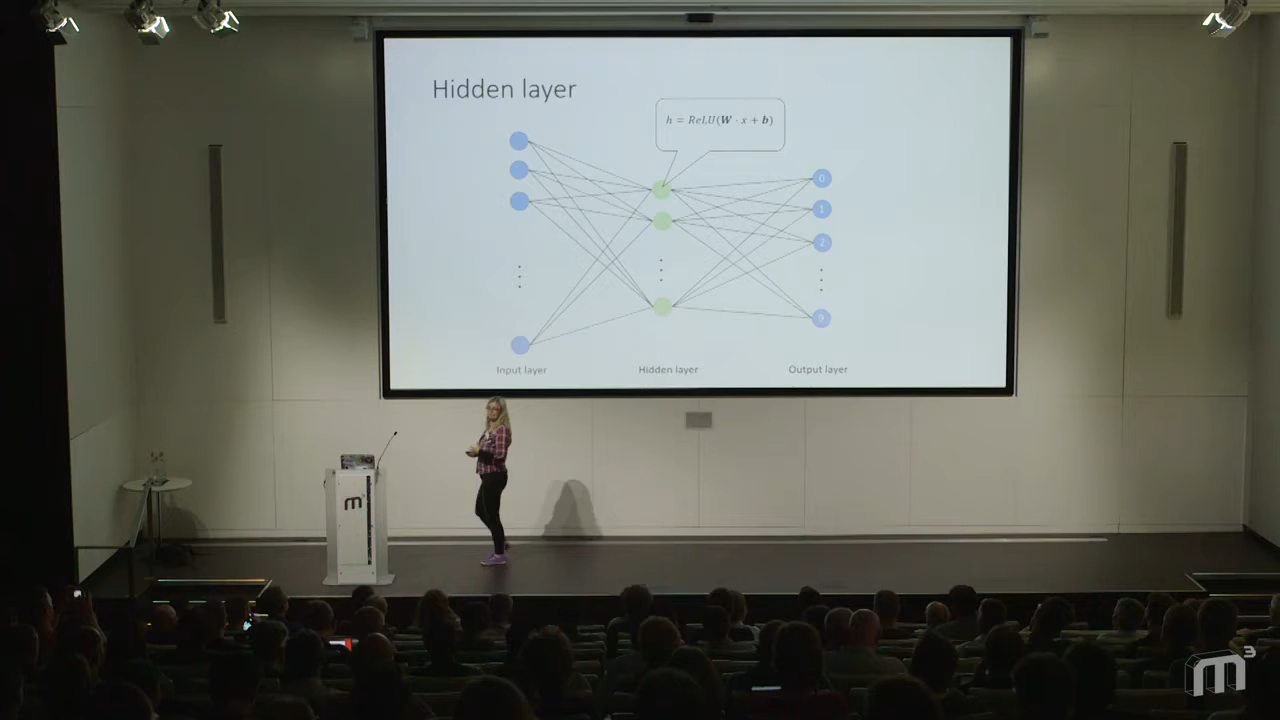 Hidden layer
h = ReLU(W · x + b)
0
1
2
9
Input layer
Hidden layer
Output layer
m
m3